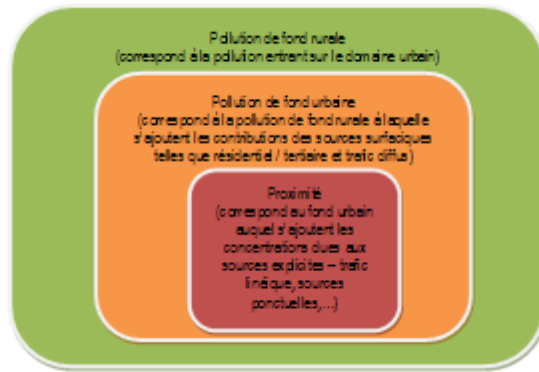 Pollution de fond rurale
(correspond à la pollution entrant sur le domaine urbain)
Pollution de fond urbaine
(correspond à la pollution de fond rurale à laquelle
s'ajoutent les contributions des sources surfaciques
telles que résidentiel / tertiaire et trafic diffus)
Proximité
(correspond au fond urbain
auquel s'ajoutent les
concentrations dues aux
sources explicites – trafic
linéique, sources
ponctuelles,…)